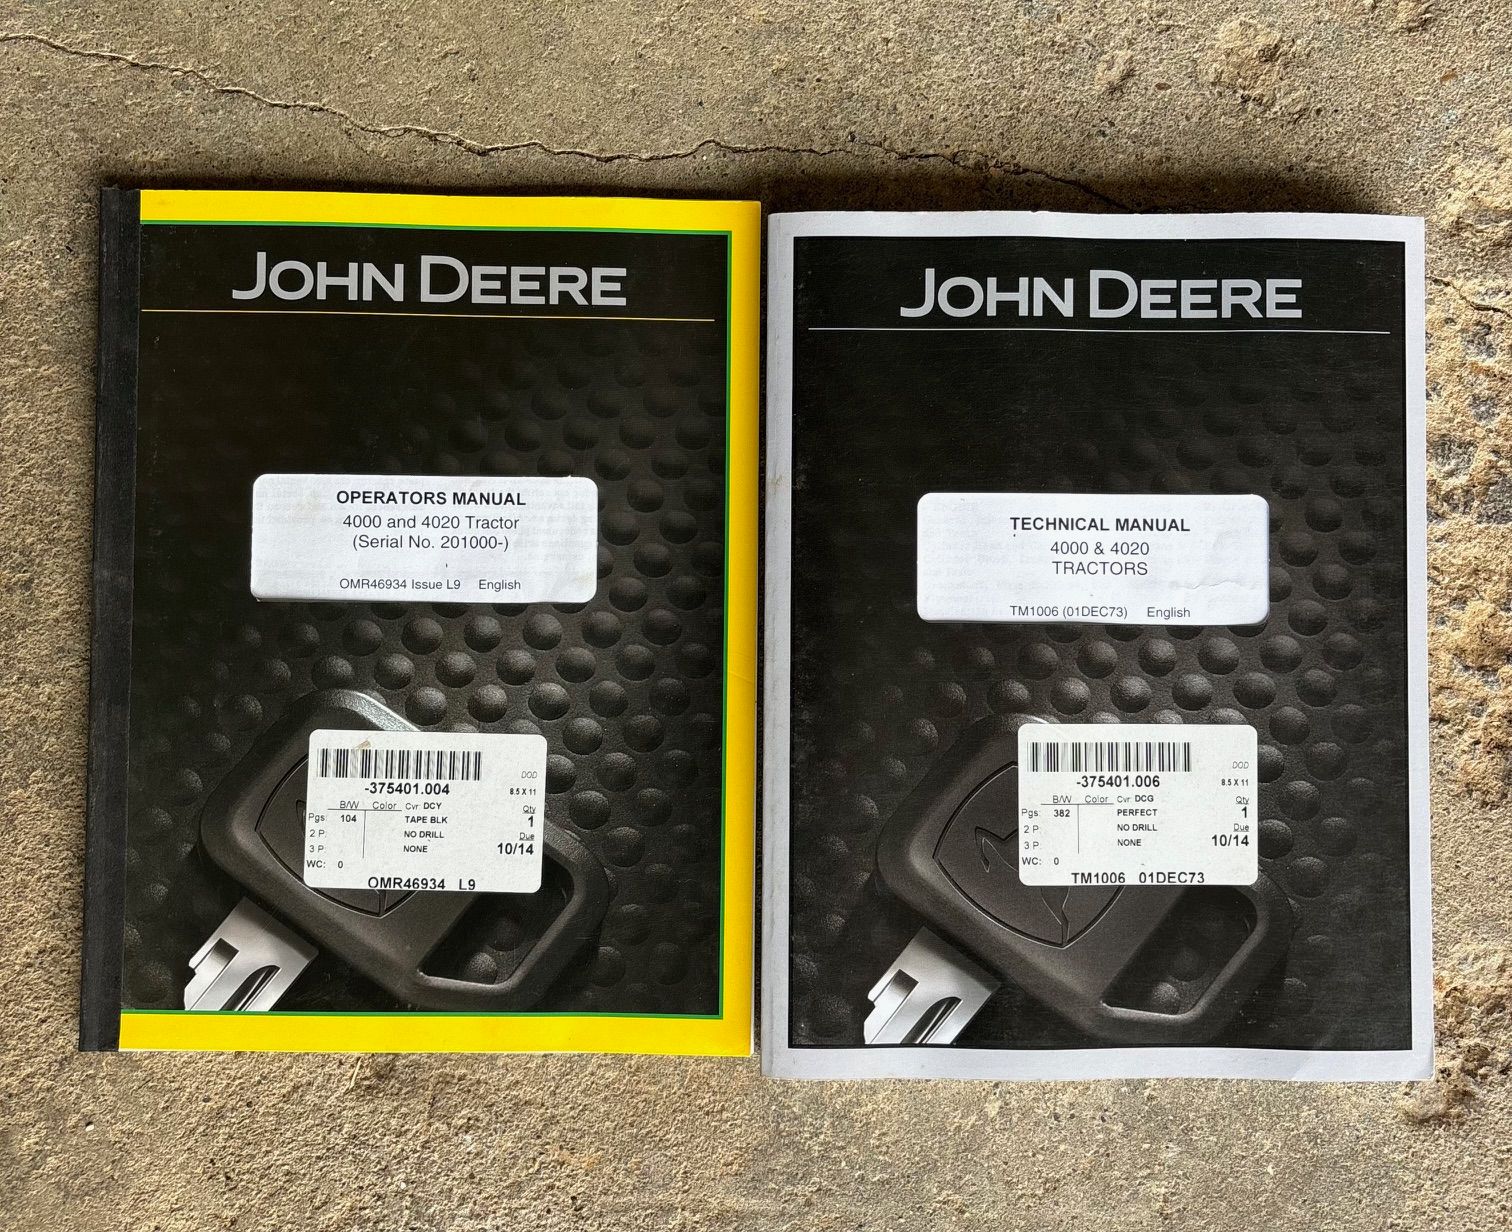 JOHN DEERE
OPERATORS MANUAL
4000 and 4020 Tractor
(Serial No. 201000-)
OMR46934 Issue L9 English
-375401.004
DOD
8.5 X 11
B/W Color Cvr: DCY Qty
Pgs: 104 TAPE BLK 1
2 P: NO DRILL Due
3 P: NONE 10/14
WC: 0
OMR46934 L9
JOHN DEERE
TECHNICAL MANUAL
4000 & 4020
TRACTORS
TM1006 (01DEC73) English
-375401.006
DOD
8.5 X 11
B/W Color Cvr: DCG Qty
Pgs: 382 PERFECT 1
2 P: NO DRILL Due
3 P: NONE 10/14
WC: 0
TM1006 01DEC73